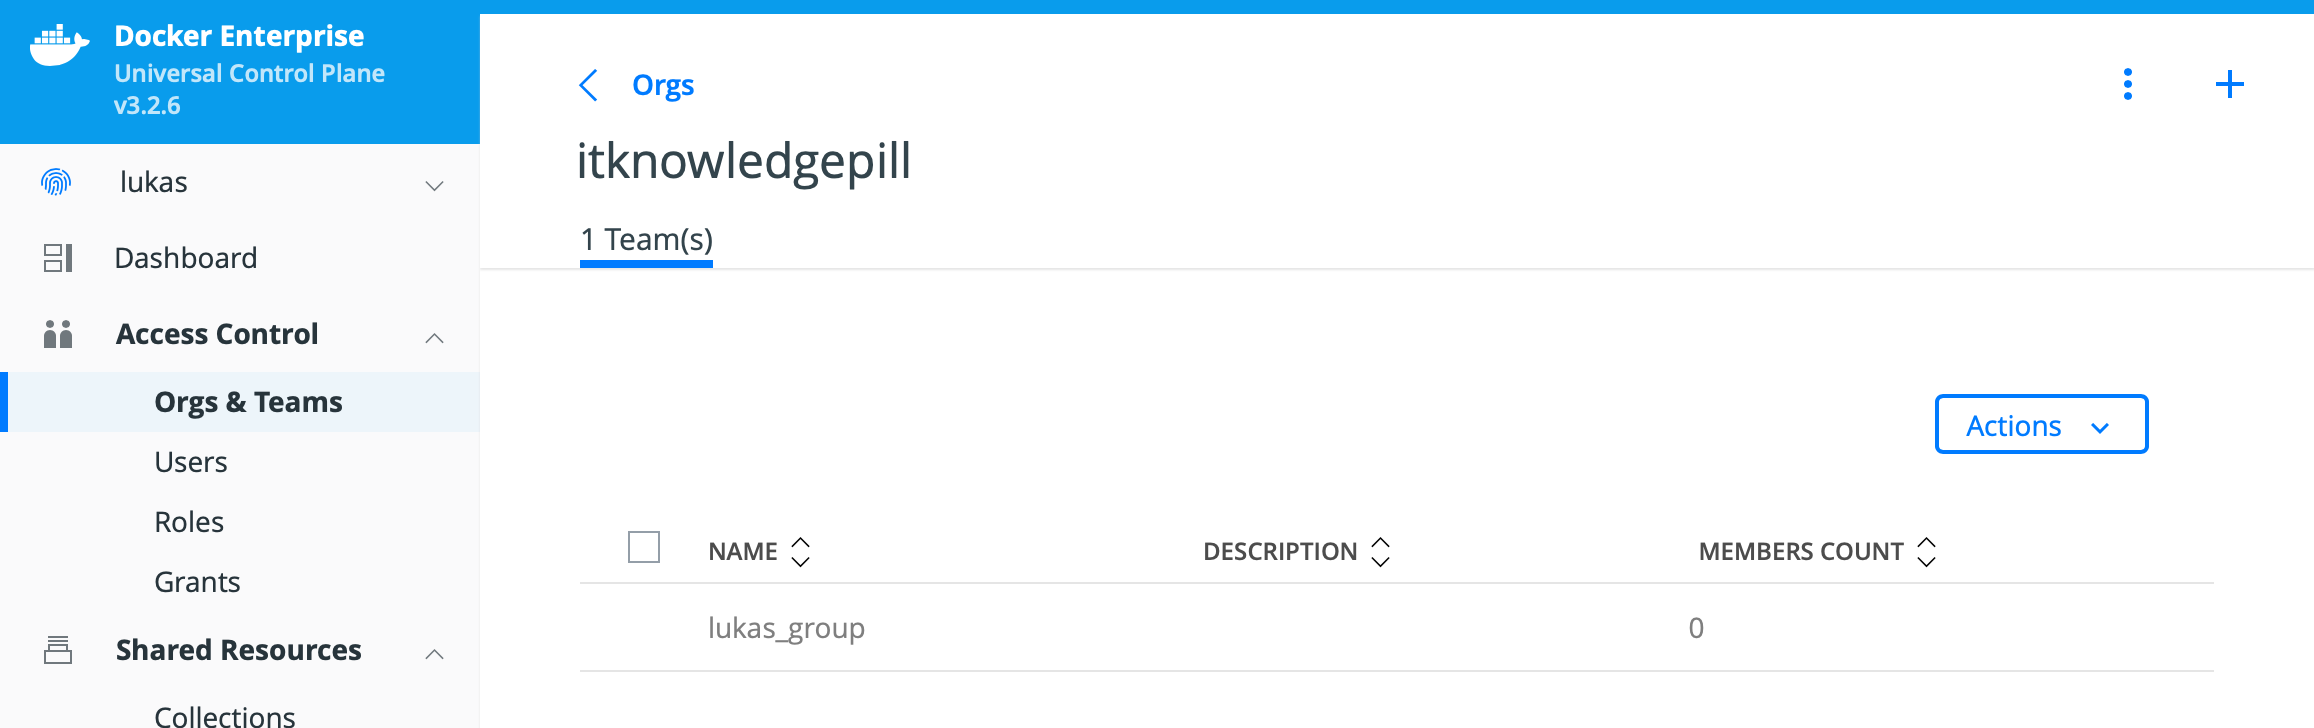 Docker Enterprise
Universal Control Plane
v3.2.6
lukas
Dashboard
Access Control
Orgs & Teams
Users
Roles
Grants
Shared Resources
Collections
Orgs
itknowledgepill
1 Team(s)
Actions
NAME DESCRIPTION MEMBERS COUNT
lukas_group 0